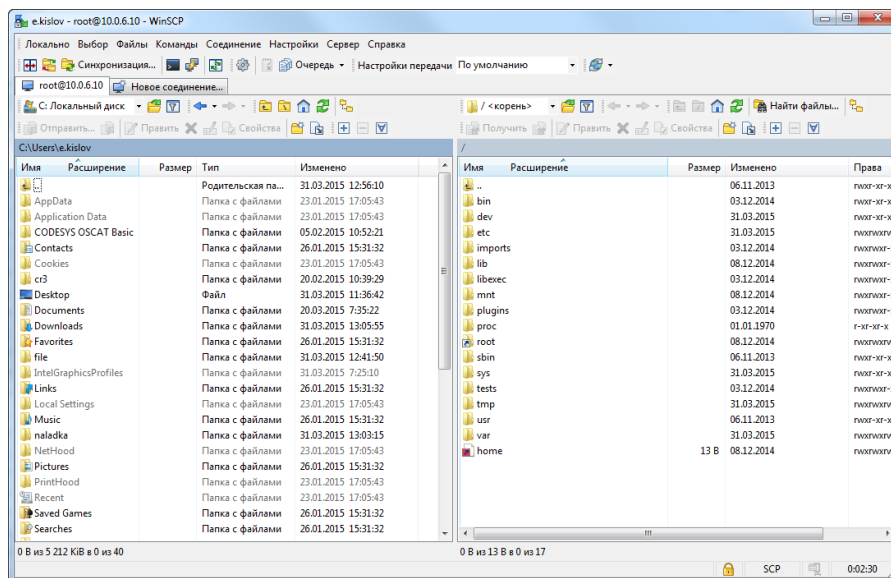 e.kislov - root@10.0.6.10 - WinSCP
Локально Выбор Файлы Команды Соединение Настройки Сервер Справка
Синхронизация... Очередь Настройки передачи По умолчанию
root@10.0.6.10 Новое соединение...
C: Локальный диск
Отправить... Править Свойства
C:\Users\e.kislov
Имя Расширение Размер Тип Изменено
.. Родительская па... 31.03.2015 12:56:10
AppData Папка с файлами 23.01.2015 17:05:43
Application Data Папка с файлами 23.01.2015 17:05:43
CODESYS OSCAT Basic Папка с файлами 05.02.2015 10:52:21
Contacts Папка с файлами 26.01.2015 15:31:32
Cookies Папка с файлами 23.01.2015 17:05:43
cr3 Папка с файлами 20.02.2015 10:39:29
Desktop Файл 31.03.2015 11:36:42
Documents Папка с файлами 20.03.2015 7:35:22
Downloads Папка с файлами 31.03.2015 13:05:55
Favorites Папка с файлами 26.01.2015 15:31:32
file Папка с файлами 31.03.2015 12:41:50
IntelGraphicsProfiles Папка с файлами 31.03.2015 7:25:10
Links Папка с файлами 26.01.2015 15:31:32
Local Settings Папка с файлами 23.01.2015 17:05:43
Music Папка с файлами 26.01.2015 15:31:32
naladka Папка с файлами 31.03.2015 13:03:15
NetHood Папка с файлами 23.01.2015 17:05:43
Pictures Папка с файлами 26.01.2015 15:31:32
PrintHood Папка с файлами 23.01.2015 17:05:43
Recent Папка с файлами 23.01.2015 17:05:43
Saved Games Папка с файлами 26.01.2015 15:31:32
Searches Папка с файлами 26.01.2015 15:31:32
0 B из 5 212 KiB в 0 из 40
/ <корень> Найти файлы...
Получить Править Свойства
/
Имя Расширение Размер Изменено Права
.. 06.11.2013 rwxr-xr-x
bin 03.12.2014 rwxr-xr-x
dev 31.03.2015 rwxr-xr-x
etc 31.03.2015 rwxrwxrw
imports 03.12.2014 rwxrwxr-
lib 08.12.2014 rwxrwxr-
libexec 03.12.2014 rwxrwxr-
mnt 08.12.2014 rwxrwxr-
plugins 03.12.2014 rwxrwxr-
proc 01.01.1970 r-xr-xr-x
root 08.12.2014 rwxrwxrw
sbin 06.11.2013 rwxr-xr-x
sys 31.03.2015 rwxr-xr-x
tests 03.12.2014 rwxrwxr-
tmp 31.03.2015 rwxrwxrw
usr 06.11.2013 rwxr-xr-x
var 31.03.2015 rwxrwxrw
home 13 B 08.12.2014 rwxrwxrw
0 B из 13 B в 0 из 17
SCP 0:02:30